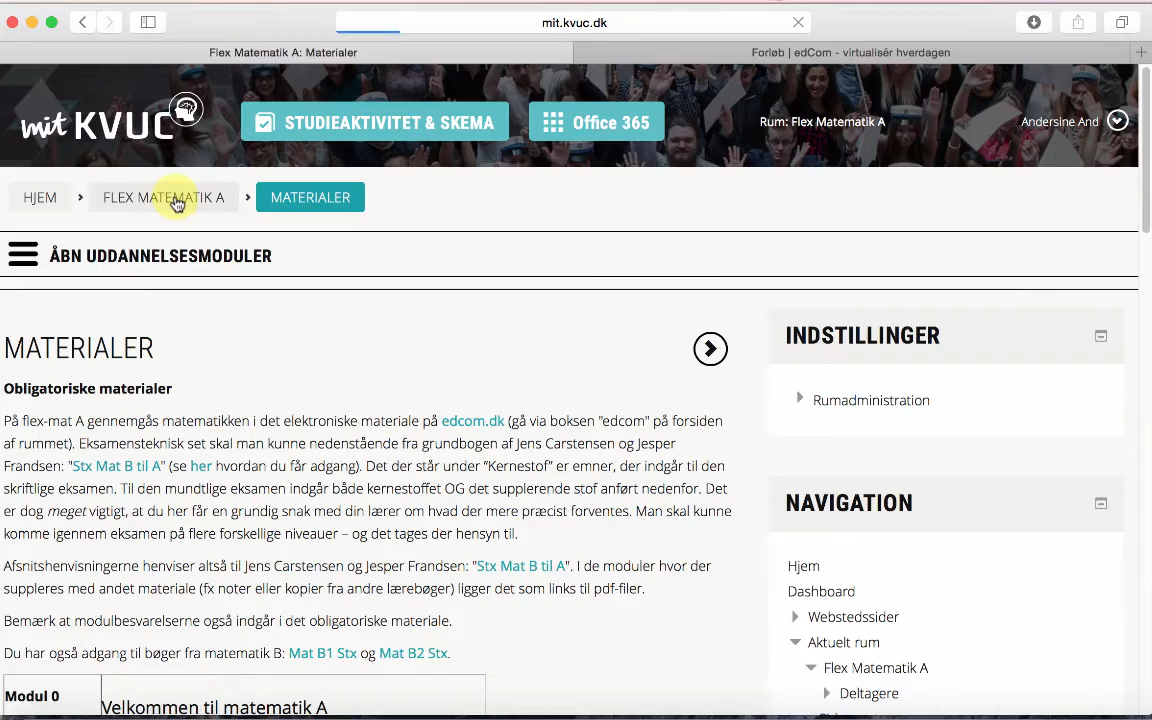 mit.kvuc.dk
Flex Matematik A: Materialer
Forløb | edCom - virtualisér hverdagen
mit KVUC
STUDIEAKTIVITET & SKEMA
Office 365
Rum: Flex Matematik A
Andersine And
HJEM
FLEX MATEMATIK A
MATERIALER
ÅBN UDDANNELSESMODULER
MATERIALER
Obligatoriske materialer
På flex-mat A gennemgås matematikken i det elektroniske materiale på edcom.dk (gå via boksen "edcom" på forsiden
af rummet). Eksamensteknisk set skal man kunne nedenstående fra grundbogen af Jens Carstensen og Jesper
Frandsen: "Stx Mat B til A" (se her hvordan du får adgang). Det der står under “Kernestof” er emner, der indgår til den
skriftlige eksamen. Til den mundtlige eksamen indgår både kernestoffet OG det supplerende stof anført nedenfor. Det
er dog meget vigtigt, at du her får en grundig snak med din lærer om hvad der mere præcist forventes. Man skal kunne
komme igennem eksamen på flere forskellige niveauer – og det tages der hensyn til.
Afsnitshenvisningerne henviser altså til Jens Carstensen og Jesper Frandsen: "Stx Mat B til A". I de moduler hvor der
suppleres med andet materiale (fx noter eller kopier fra andre lærebøger) ligger det som links til pdf-filer.
Bemærk at modulbesvarelserne også indgår i det obligatoriske materiale.
Du har også adgang til bøger fra matematik B: Mat B1 Stx og Mat B2 Stx.
Modul 0
Velkommen til matematik A
INDSTILLINGER
Rumadministration
NAVIGATION
Hjem
Dashboard
Webstedssider
Aktuelt rum
Flex Matematik A
Deltagere